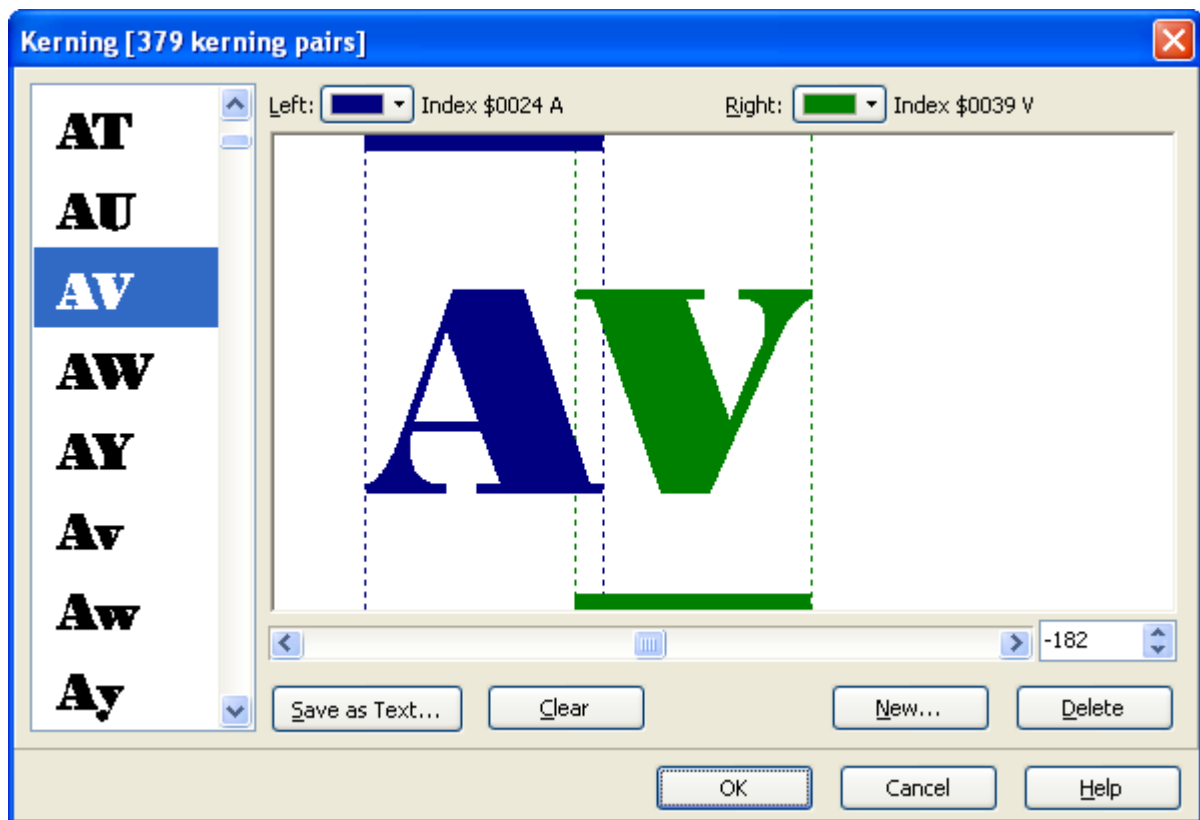 Kerning [379 kerning pairs]
Left: Index $0024 A Right: Index $0039 V
AT
AU
AV
AW
AY
Av
Aw
Ay
AV
-182
Save as Text... Clear New... Delete
OK Cancel Help